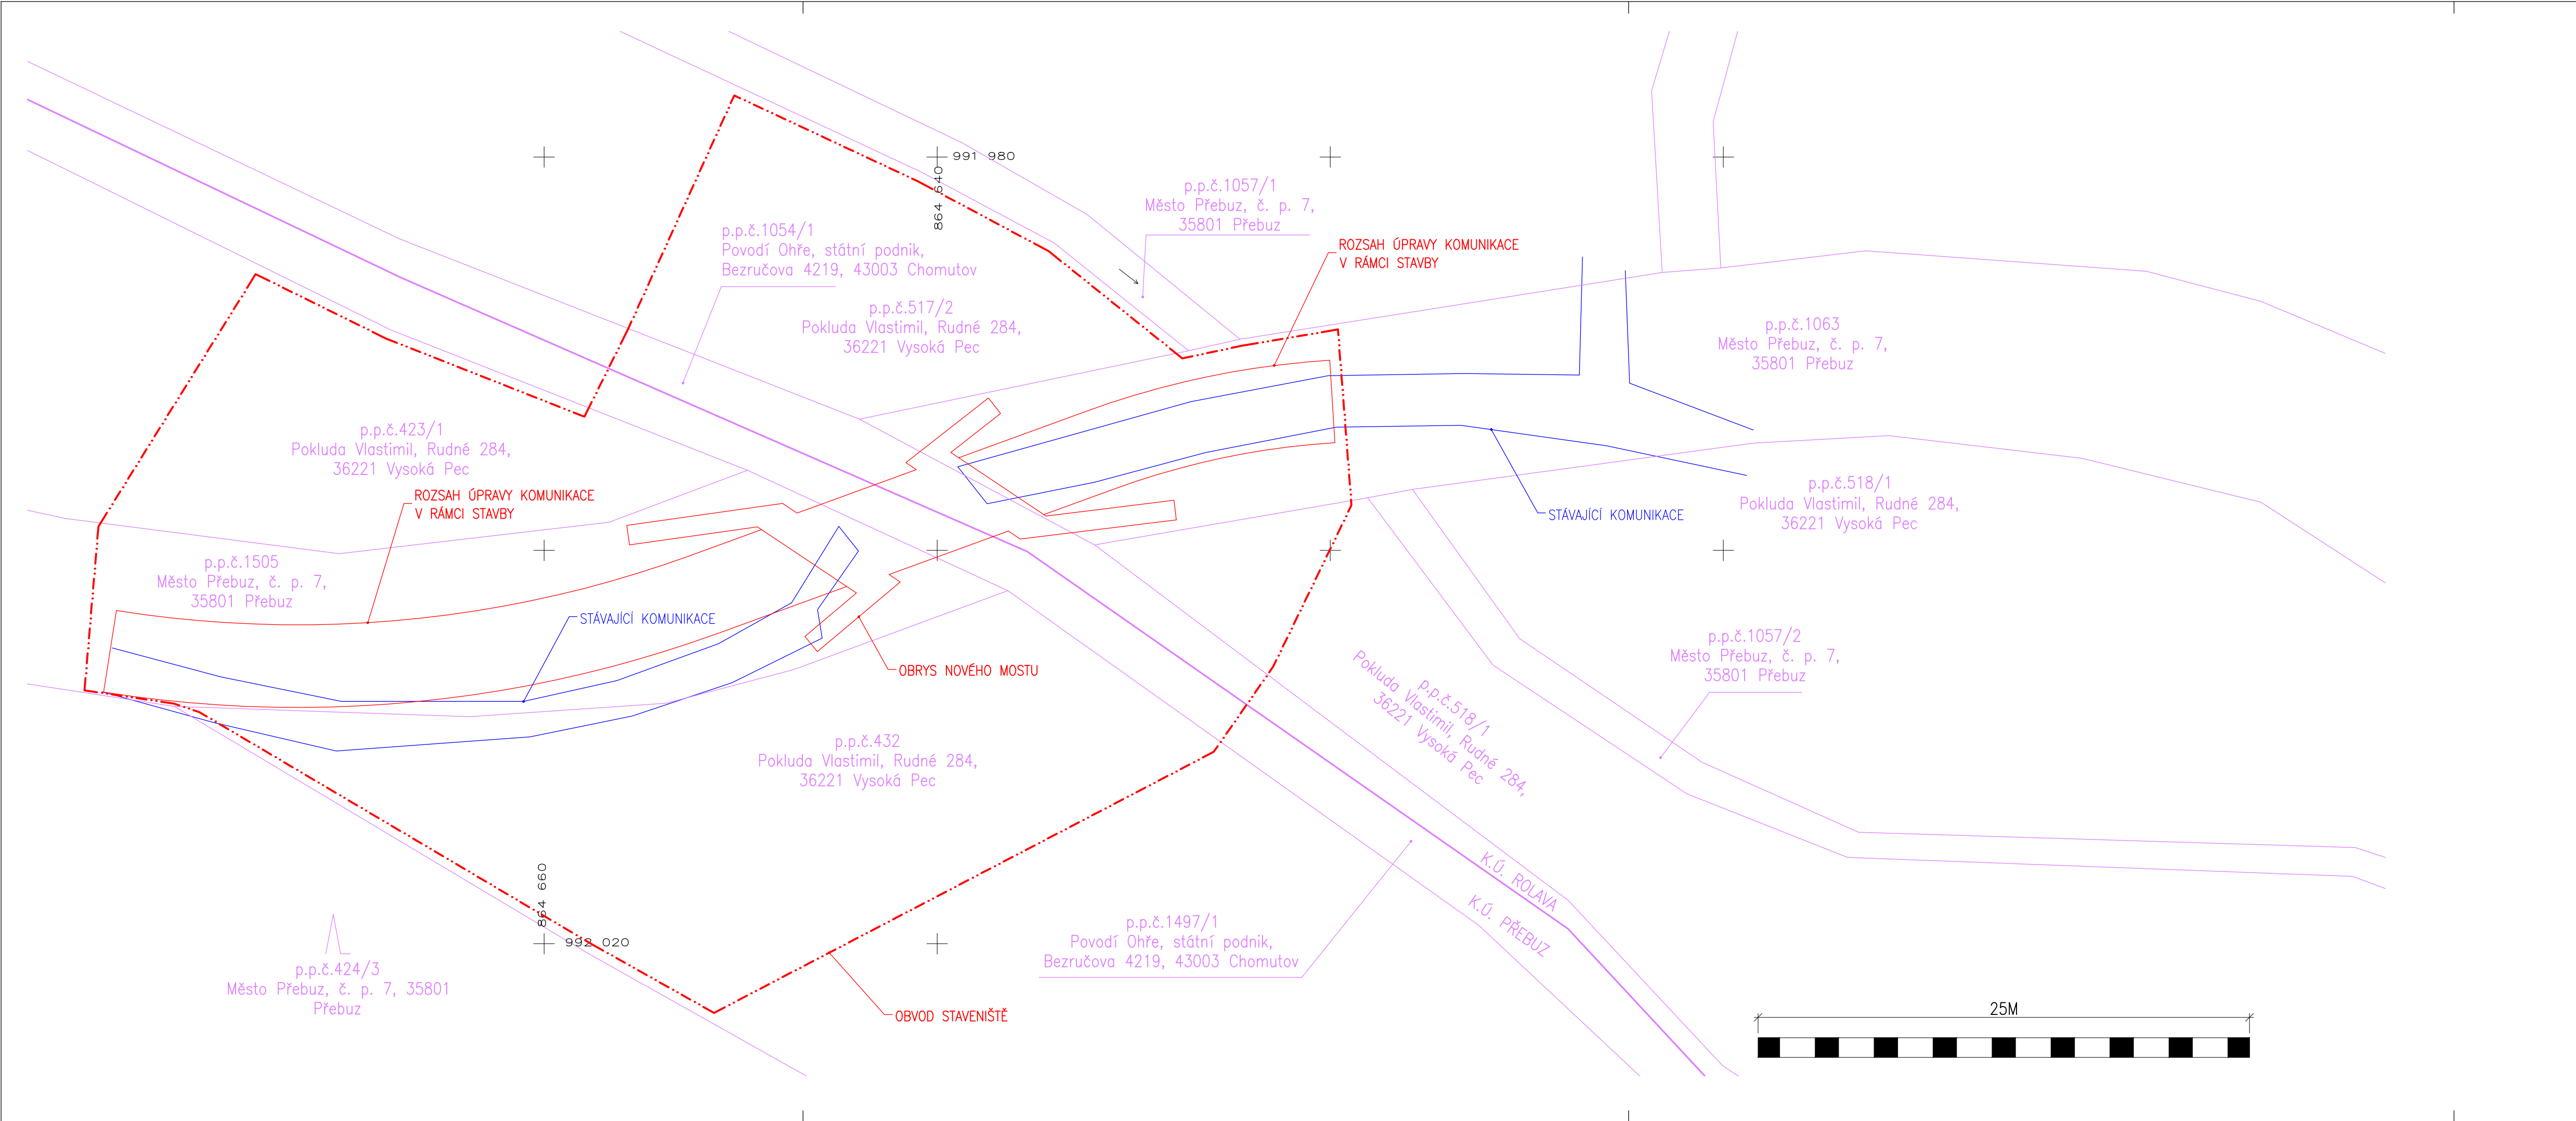 991 980
864 640
p.p.č.1057/1
Město Přebuz, č. p. 7,
35801 Přebuz
p.p.č.1054/1
Povodí Ohře, státní podnik,
Bezručova 4219, 43003 Chomutov
ROZSAH ÚPRAVY KOMUNIKACE
V RÁMCI STAVBY
p.p.č.517/2
Pokluda Vlastimil, Rudné 284,
36221 Vysoká Pec
p.p.č.1063
Město Přebuz, č. p. 7,
35801 Přebuz
p.p.č.423/1
Pokluda Vlastimil, Rudné 284,
36221 Vysoká Pec
ROZSAH ÚPRAVY KOMUNIKACE
V RÁMCI STAVBY
p.p.č.518/1
Pokluda Vlastimil, Rudné 284,
36221 Vysoká Pec
STÁVAJÍCÍ KOMUNIKACE
p.p.č.1505
Město Přebuz, č. p. 7,
35801 Přebuz
STÁVAJÍCÍ KOMUNIKACE
OBRYS NOVÉHO MOSTU
p.p.č.1057/2
Město Přebuz, č. p. 7,
35801 Přebuz
p.p.č.518/1
Pokluda Vlastimil, Rudné 284,
36221 Vysoká Pec
p.p.č.432
Pokluda Vlastimil, Rudné 284,
36221 Vysoká Pec
K.Ú. ROLAVA
K.Ú. PŘEBUZ
864 660
992 020
p.p.č.1497/1
Povodí Ohře, státní podnik,
Bezručova 4219, 43003 Chomutov
p.p.č.424/3
Město Přebuz, č. p. 7, 35801
Přebuz
OBVOD STAVENIŠTĚ
25M